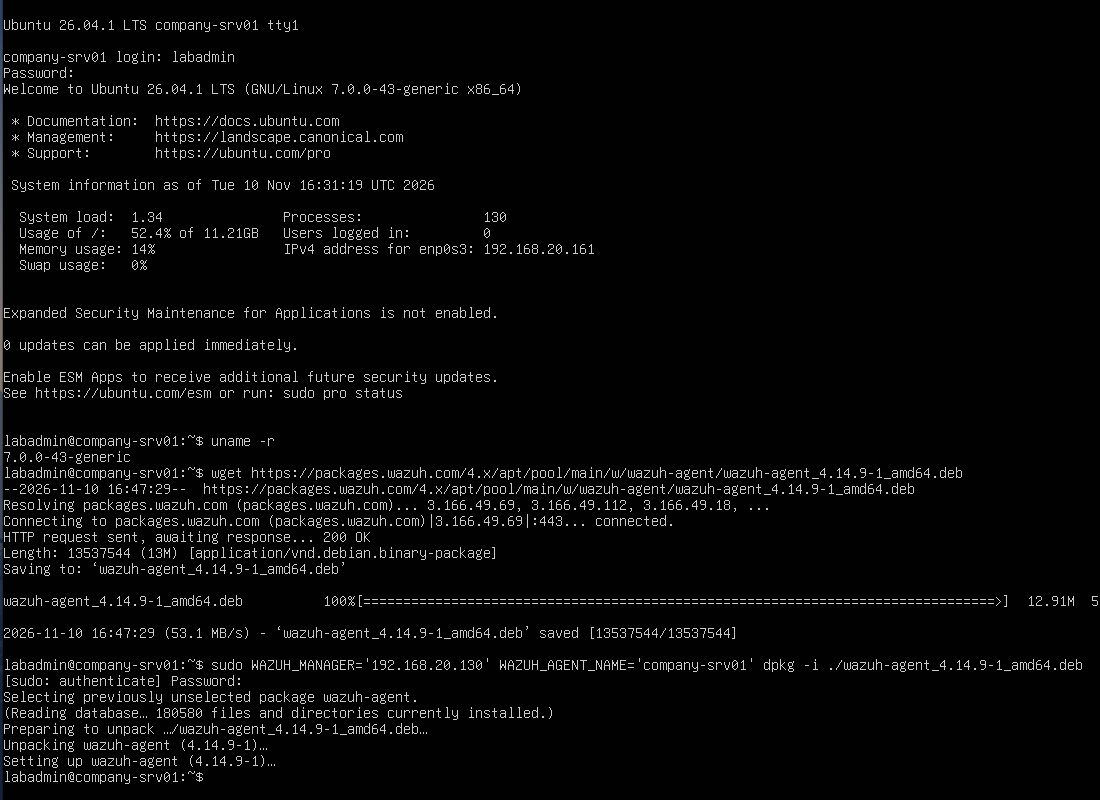 Ubuntu 26.04.1 LTS company-srv01 tty1
company-srv01 login: labadmin
Password:
Welcome to Ubuntu 26.04.1 LTS (GNU/Linux 7.0.0-43-generic x86_64)
* Documentation:  https://docs.ubuntu.com
* Management:     https://landscape.canonical.com
* Support:        https://ubuntu.com/pro
System information as of Tue 10 Nov 16:31:19 UTC 2026
System load:  1.34               Processes:               130
Usage of /:   52.4% of 11.21GB   Users logged in:         0
Memory usage: 14%                IPv4 address for enp0s3: 192.168.20.161
Swap usage:   0%
Expanded Security Maintenance for Applications is not enabled.
0 updates can be applied immediately.
Enable ESM Apps to receive additional future security updates.
See https://ubuntu.com/esm or run: sudo pro status
labadmin@company-srv01:~$ uname -r
7.0.0-43-generic
labadmin@company-srv01:~$ wget https://packages.wazuh.com/4.x/apt/pool/main/w/wazuh-agent/wazuh-agent_4.14.9-1_amd64.deb
--2026-11-10 16:47:29--  https://packages.wazuh.com/4.x/apt/pool/main/w/wazuh-agent/wazuh-agent_4.14.9-1_amd64.deb
Resolving packages.wazuh.com (packages.wazuh.com)... 3.166.49.69, 3.166.49.112, 3.166.49.18, ...
Connecting to packages.wazuh.com (packages.wazuh.com)|3.166.49.69|:443... connected.
HTTP request sent, awaiting response... 200 OK
Length: 13537544 (13M) [application/vnd.debian.binary-package]
Saving to: ‘wazuh-agent_4.14.9-1_amd64.deb’
wazuh-agent_4.14.9-1_amd64.deb          100%[===============================================================================>]  12.91M  5
2026-11-10 16:47:29 (53.1 MB/s) - ‘wazuh-agent_4.14.9-1_amd64.deb’ saved [13537544/13537544]
labadmin@company-srv01:~$ sudo WAZUH_MANAGER='192.168.20.130' WAZUH_AGENT_NAME='company-srv01' dpkg -i ./wazuh-agent_4.14.9-1_amd64.deb
[sudo: authenticate] Password:
Selecting previously unselected package wazuh-agent.
(Reading database… 180580 files and directories currently installed.)
Preparing to unpack …/wazuh-agent_4.14.9-1_amd64.deb…
Unpacking wazuh-agent (4.14.9-1)…
Setting up wazuh-agent (4.14.9-1)…
labadmin@company-srv01:~$